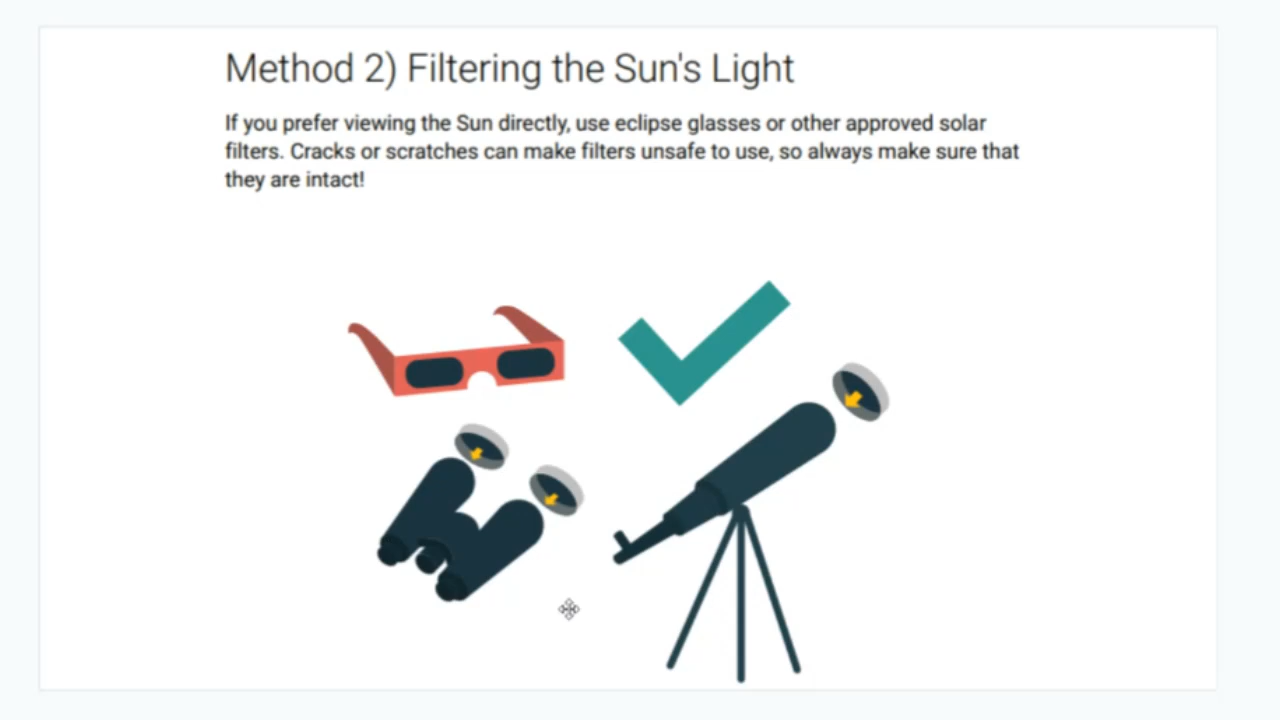 Method 2) Filtering the Sun's Light
If you prefer viewing the Sun directly, use eclipse glasses or other approved solar
filters. Cracks or scratches can make filters unsafe to use, so always make sure that
they are intact!